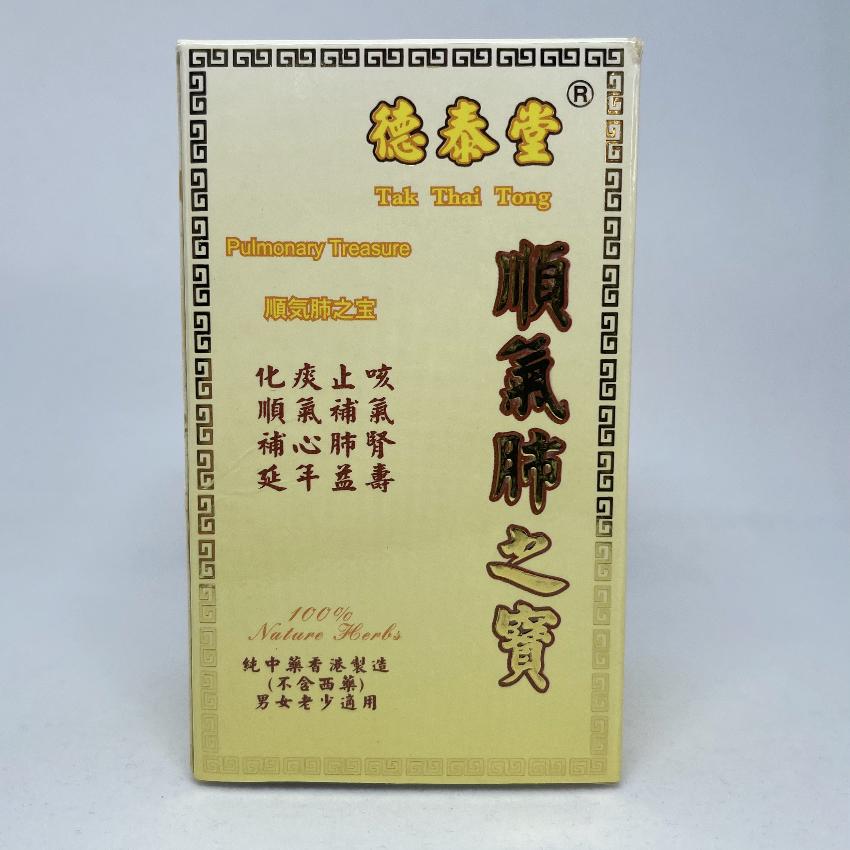 德泰堂®
Tak Thai Tong
Pulmonary Treasure
順気肺之宝
順氣肺之寶
化痰止咳
順氣補氣
補心肺腎
延年益壽
100%
Nature Herbs
純中藥香港製造
(不含西藥)
男女老少適用